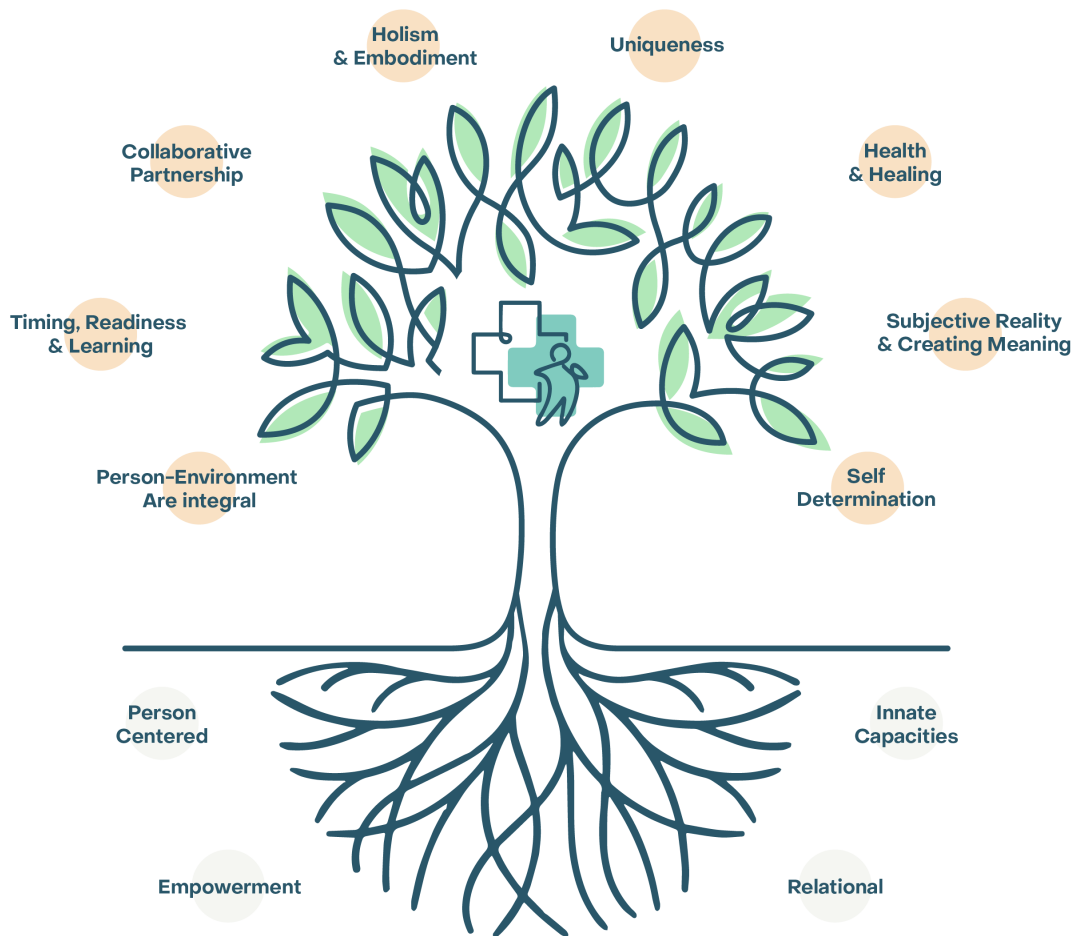 Holism
& Embodiment
Uniqueness
Collaborative
Partnership
Health
& Healing
Timing, Readiness
& Learning
Subjective Reality
& Creating Meaning
Person-Environment
Are integral
Self
Determination
Person
Centered
Innate
Capacities
Empowerment
Relational